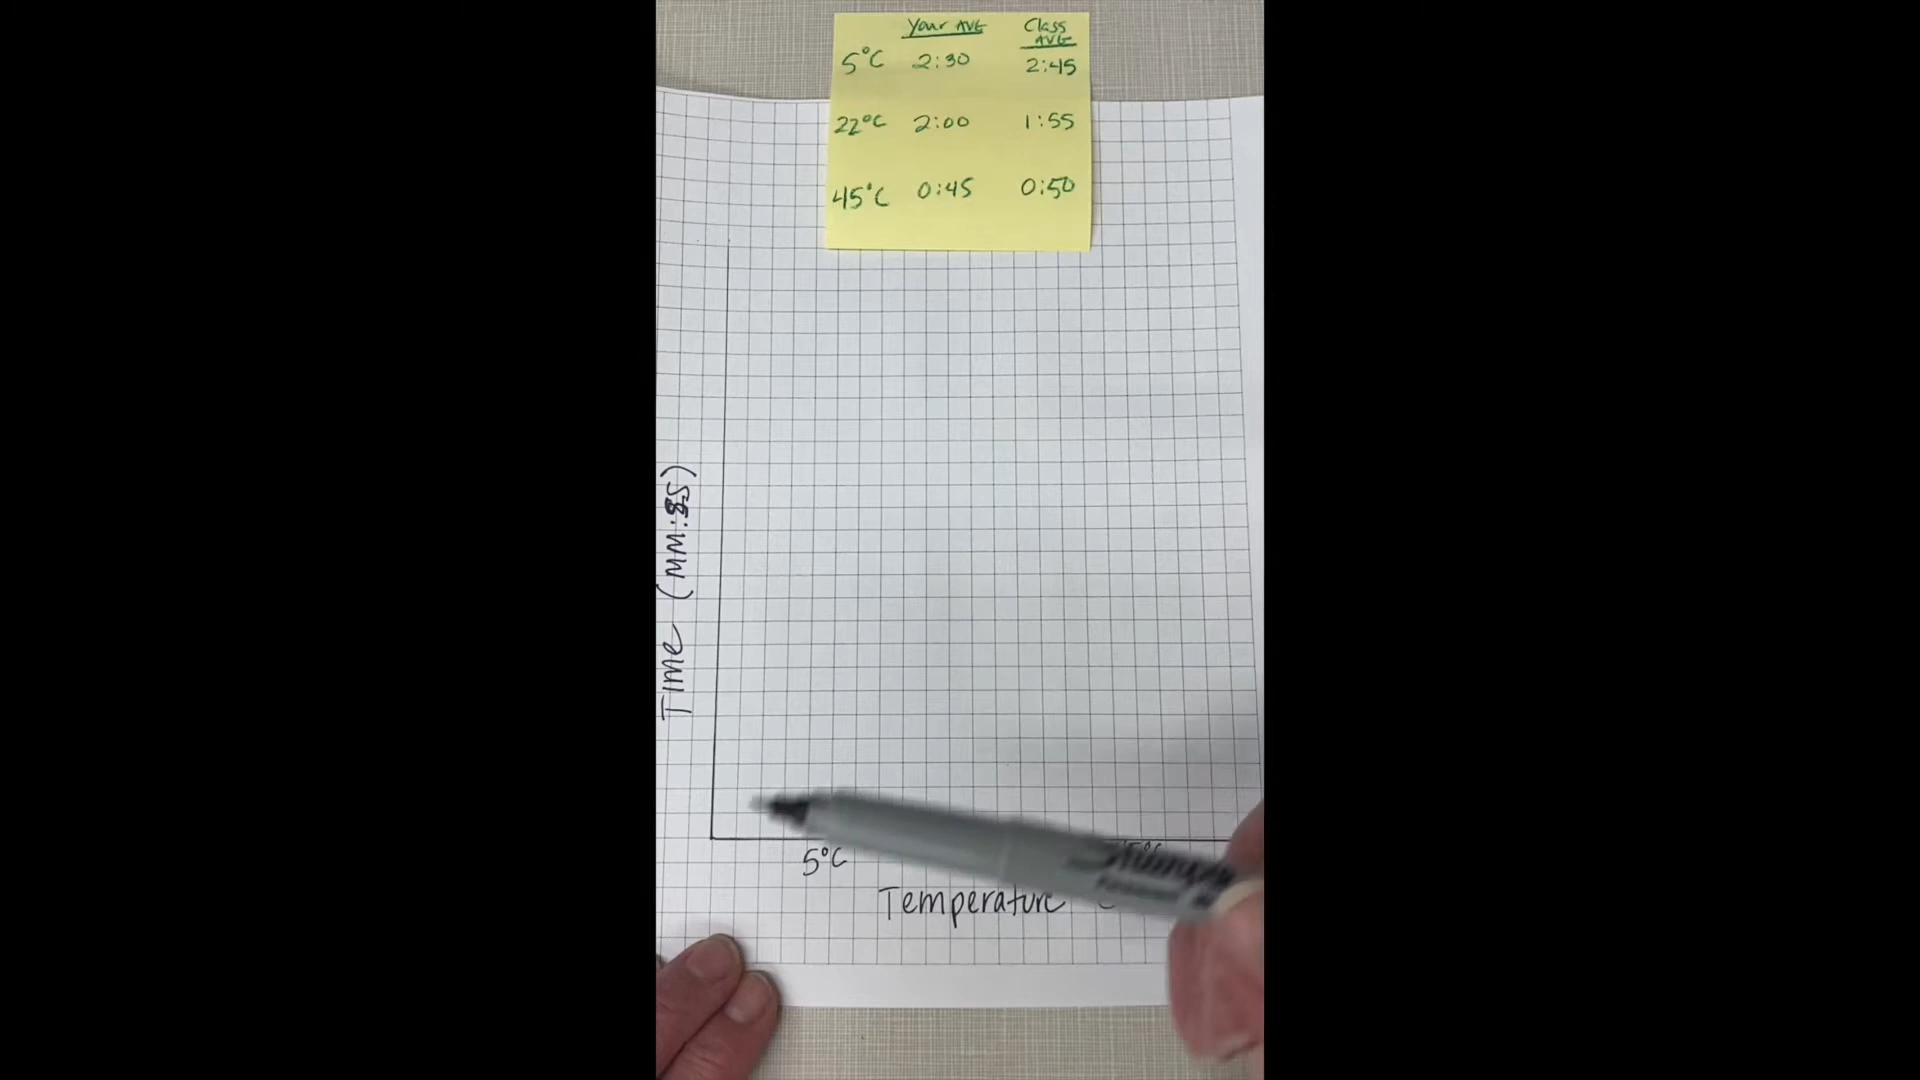 Your AVG Class AVG
5°C 2:30 2:45
22°C 2:00 1:55
45°C 0:45 0:50
Time (MM:SS)
5°C
Temperature